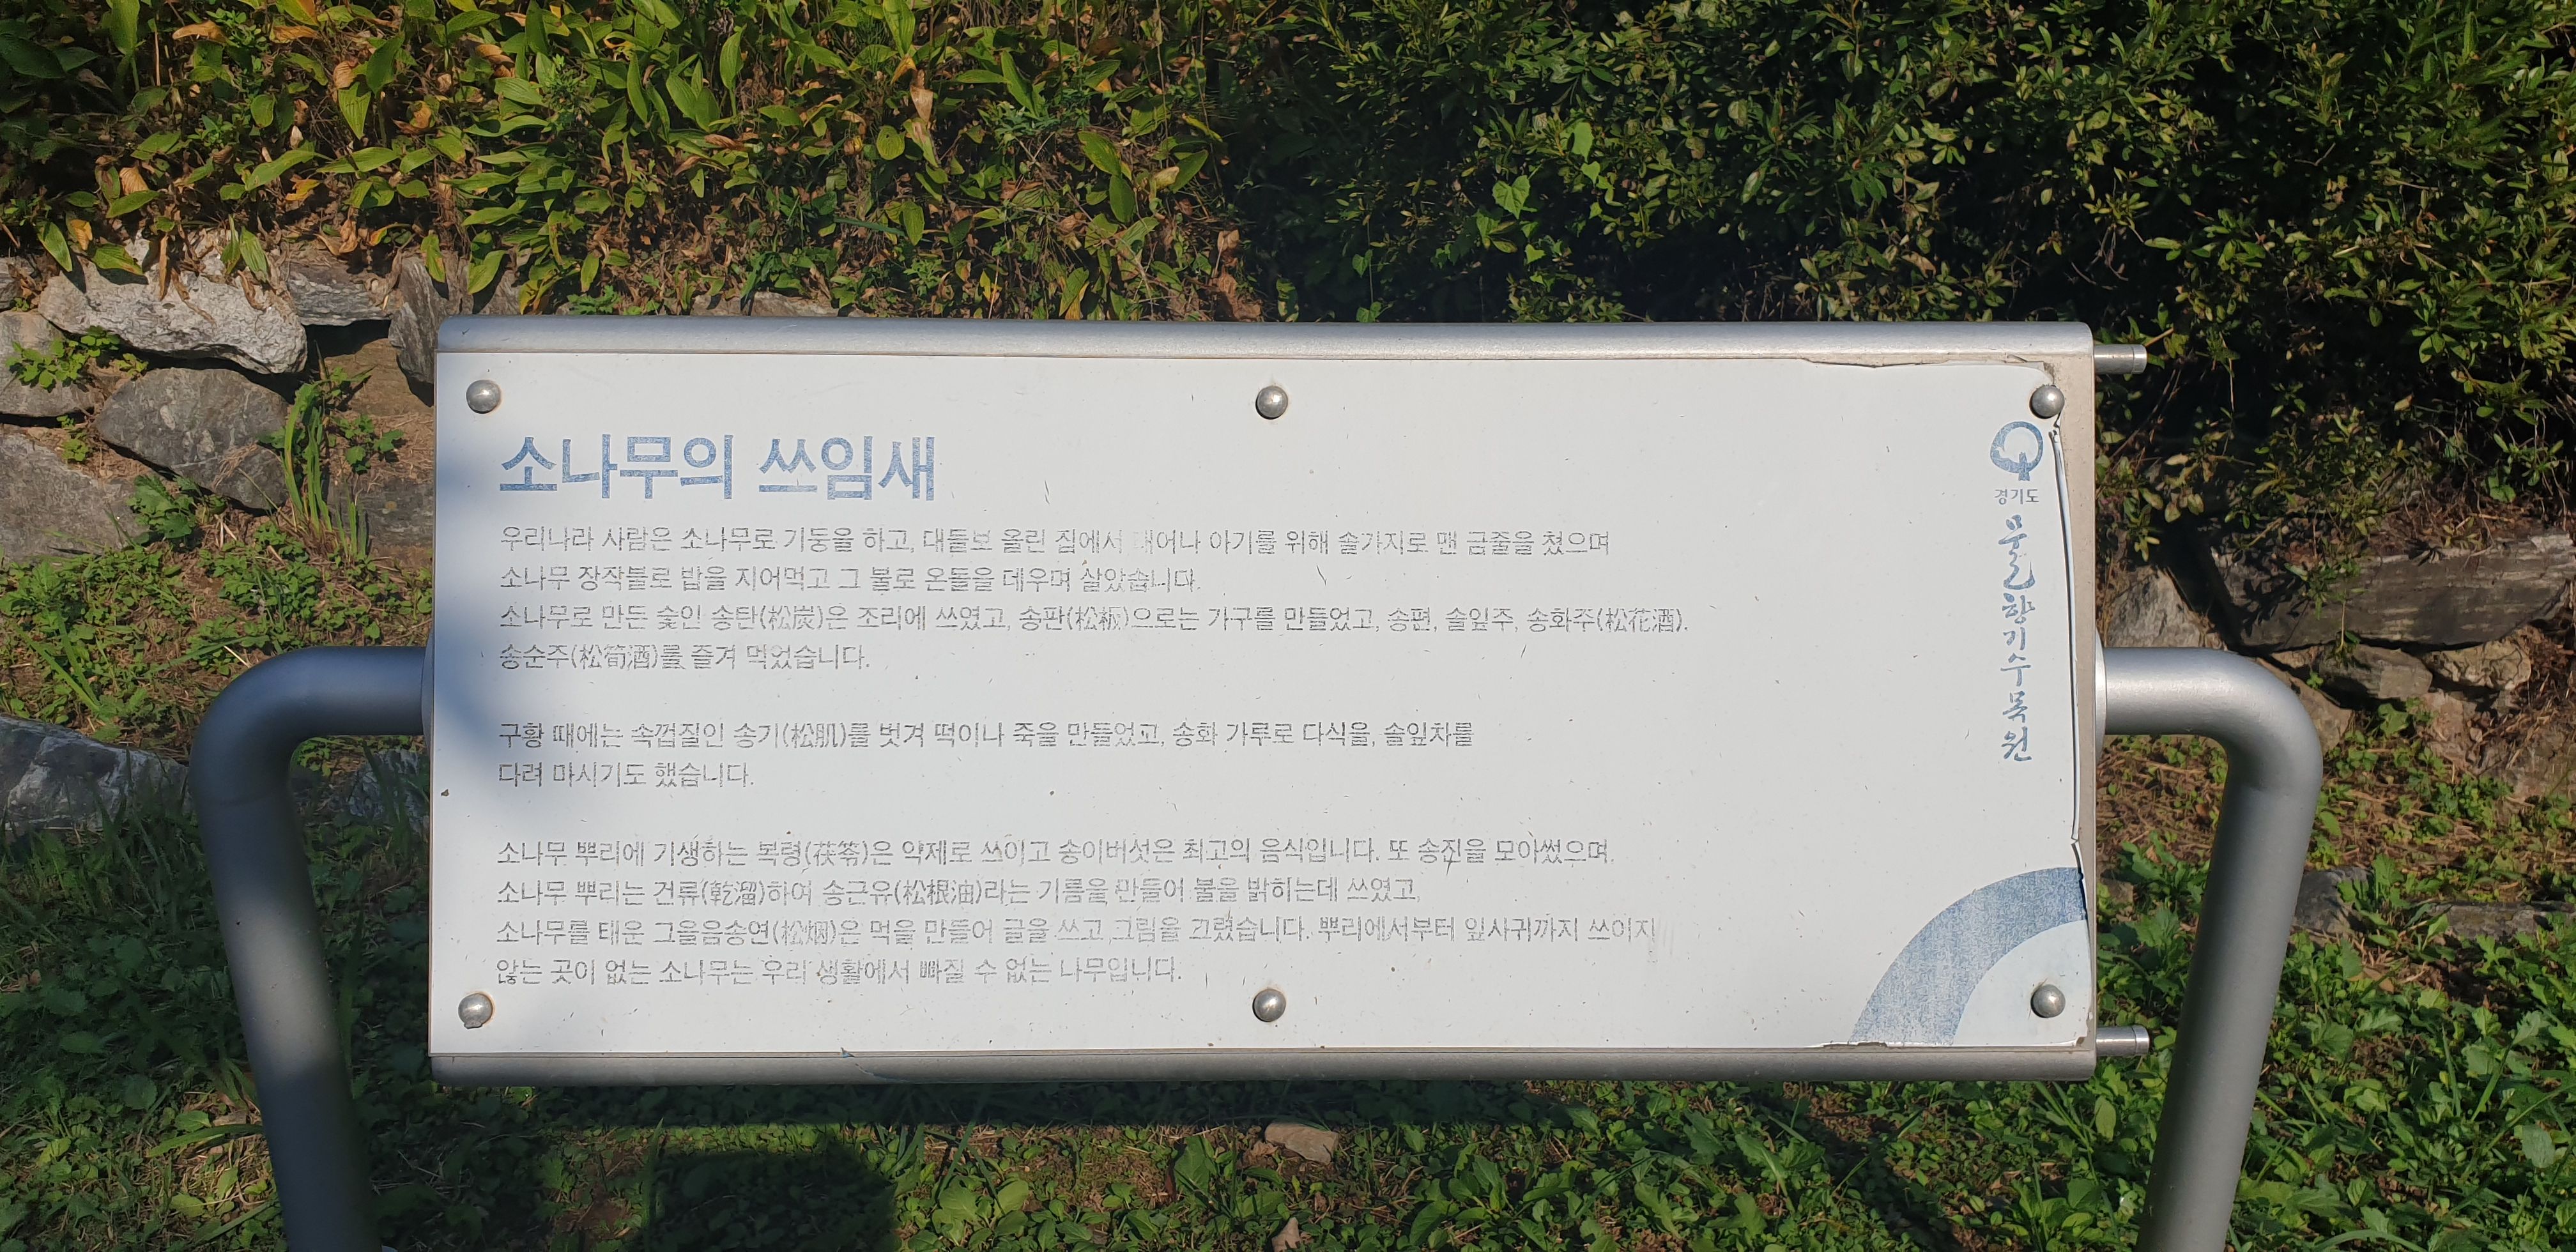 소나무의 쓰임새
우리나라 사람은 소나무로 기둥을 하고, 대들보 올린 집에서 태어나 아기를 위해 솔가지로 맨 금줄을 쳤으며
소나무 장작불로 밥을 지어먹고 그 불로 온돌을 데우며 살았습니다.
소나무로 만든 숯인 송탄(松炭)은 조리에 쓰였고, 송판(松板)으로는 가구를 만들었고, 송편, 솔잎주, 송화주(松花酒).
송순주(松筍酒)를 즐겨 먹었습니다.
구황 때에는 속껍질인 송기(松肌)를 벗겨 떡이나 죽을 만들었고, 송화 가루로 다식을, 솔잎차를
다려 마시기도 했습니다.
소나무 뿌리에 기생하는 복령(茯笭)은 약제로 쓰이고 송이버섯은 최고의 음식입니다. 또 송진을 모아썼으며,
소나무 뿌리는 건류(乾溜)하여 송근유(松根油)라는 기름을 만들어 불을 밝히는데 쓰였고,
소나무를 태운 그을음송연(松烟)은 먹을 만들어 글을 쓰고 그림을 그렸습니다. 뿌리에서부터 잎사귀까지 쓰이지
않는 곳이 없는 소나무는 우리 생활에서 빠질 수 없는 나무입니다.
경기도
물향기수목원